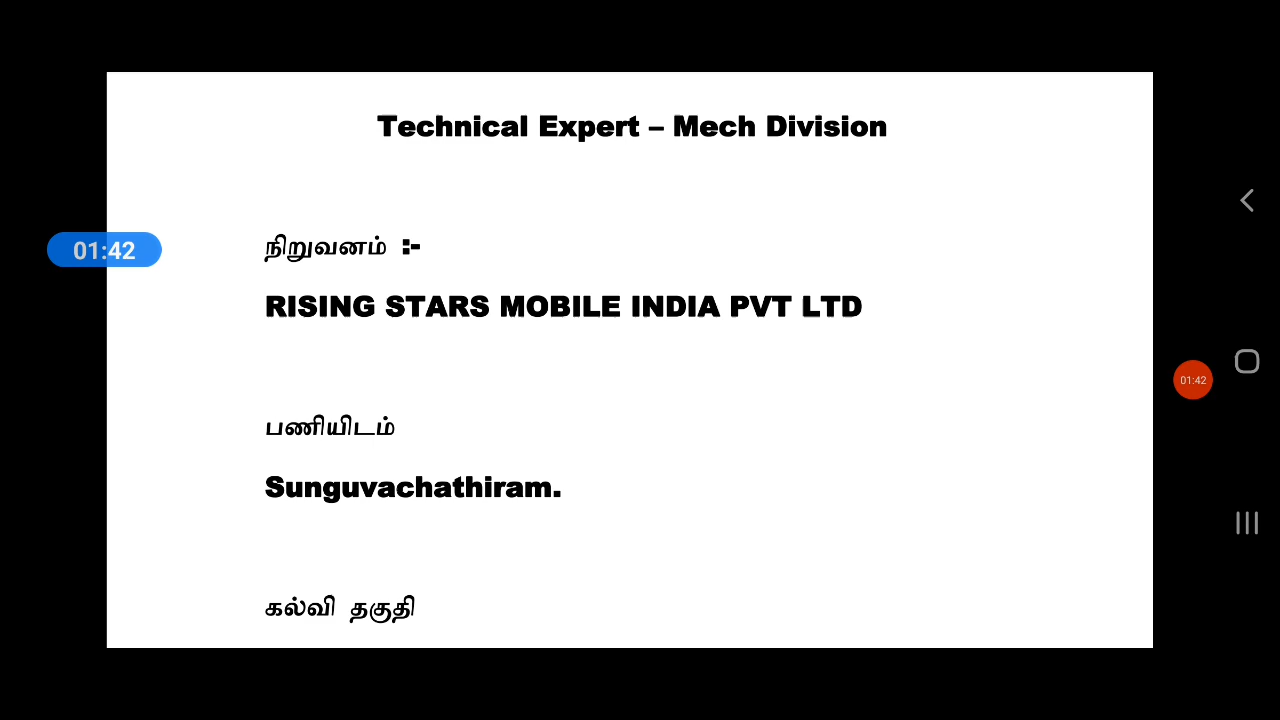 Technical Expert – Mech Division
நிறுவனம் :-
01:42
RISING STARS MOBILE INDIA PVT LTD
01:42
பணியிடம்
Sunguvachathiram.
கல்வி தகுதி